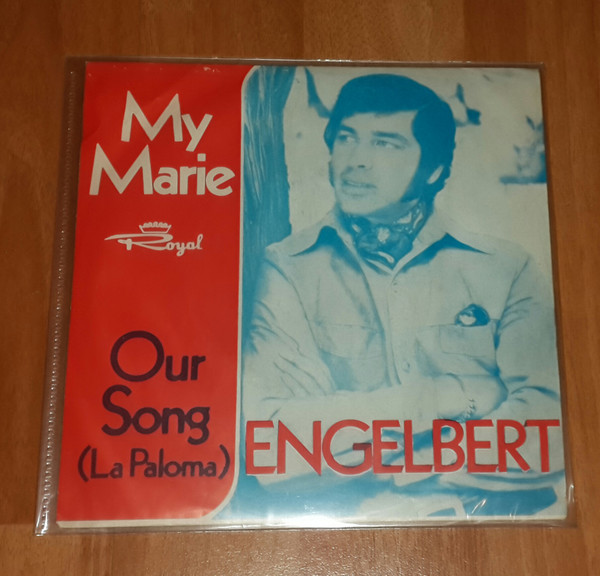 My
Marie
Royal
Our
Song
(La Paloma)
ENGELBERT